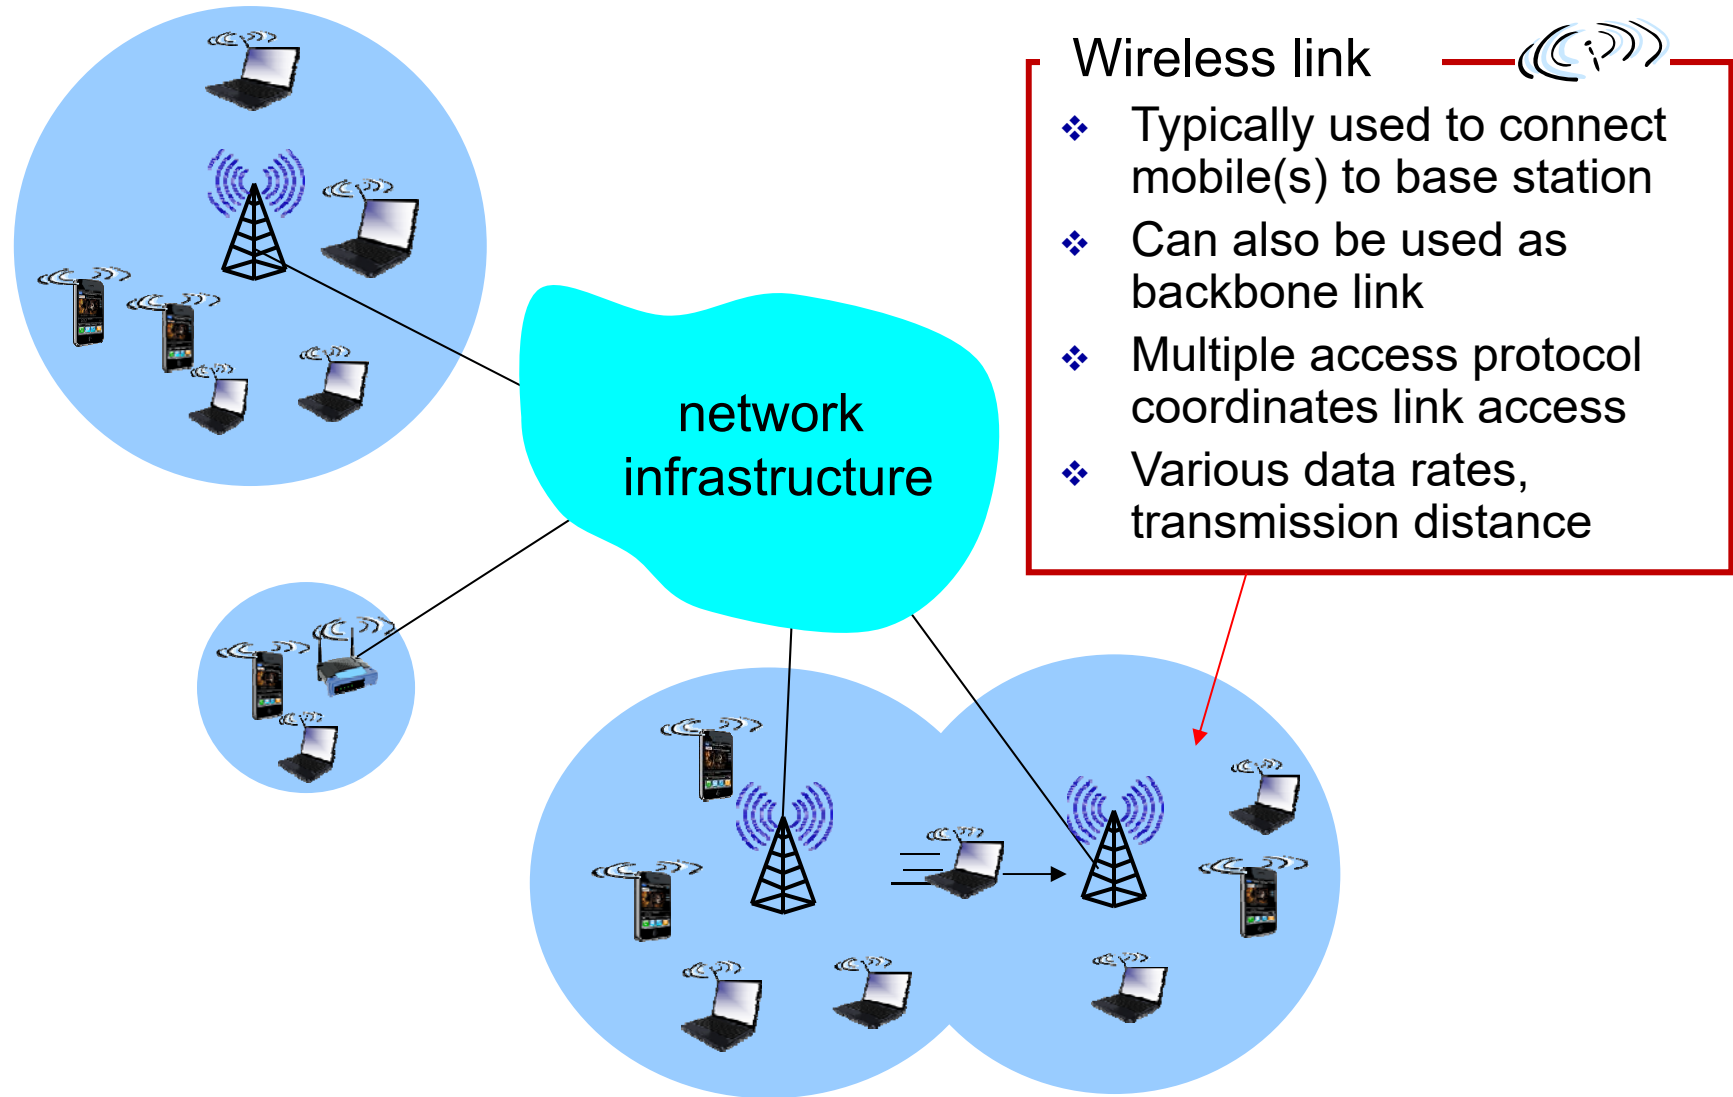 Wireless link
❖ Typically used to connect
mobile(s) to base station
❖ Can also be used as
backbone link
❖ Multiple access protocol
coordinates link access
❖ Various data rates,
transmission distance
network
infrastructure